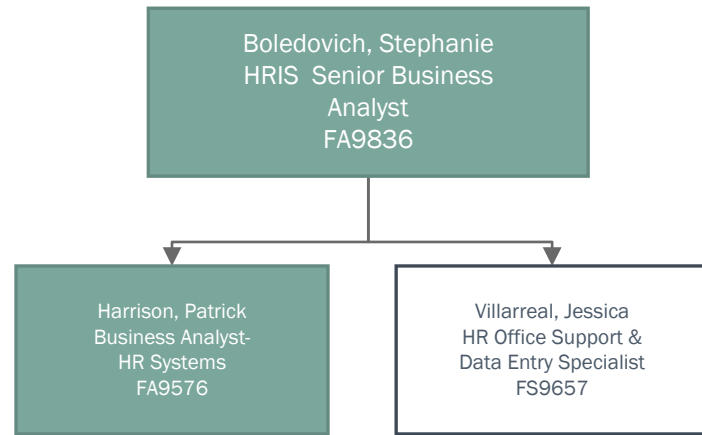 Boledovich, Stephanie
HRIS  Senior Business
Analyst
FA9836
Harrison, Patrick
Business Analyst-
HR Systems
FA9576
Villarreal, Jessica
HR Office Support &
Data Entry Specialist
FS9657